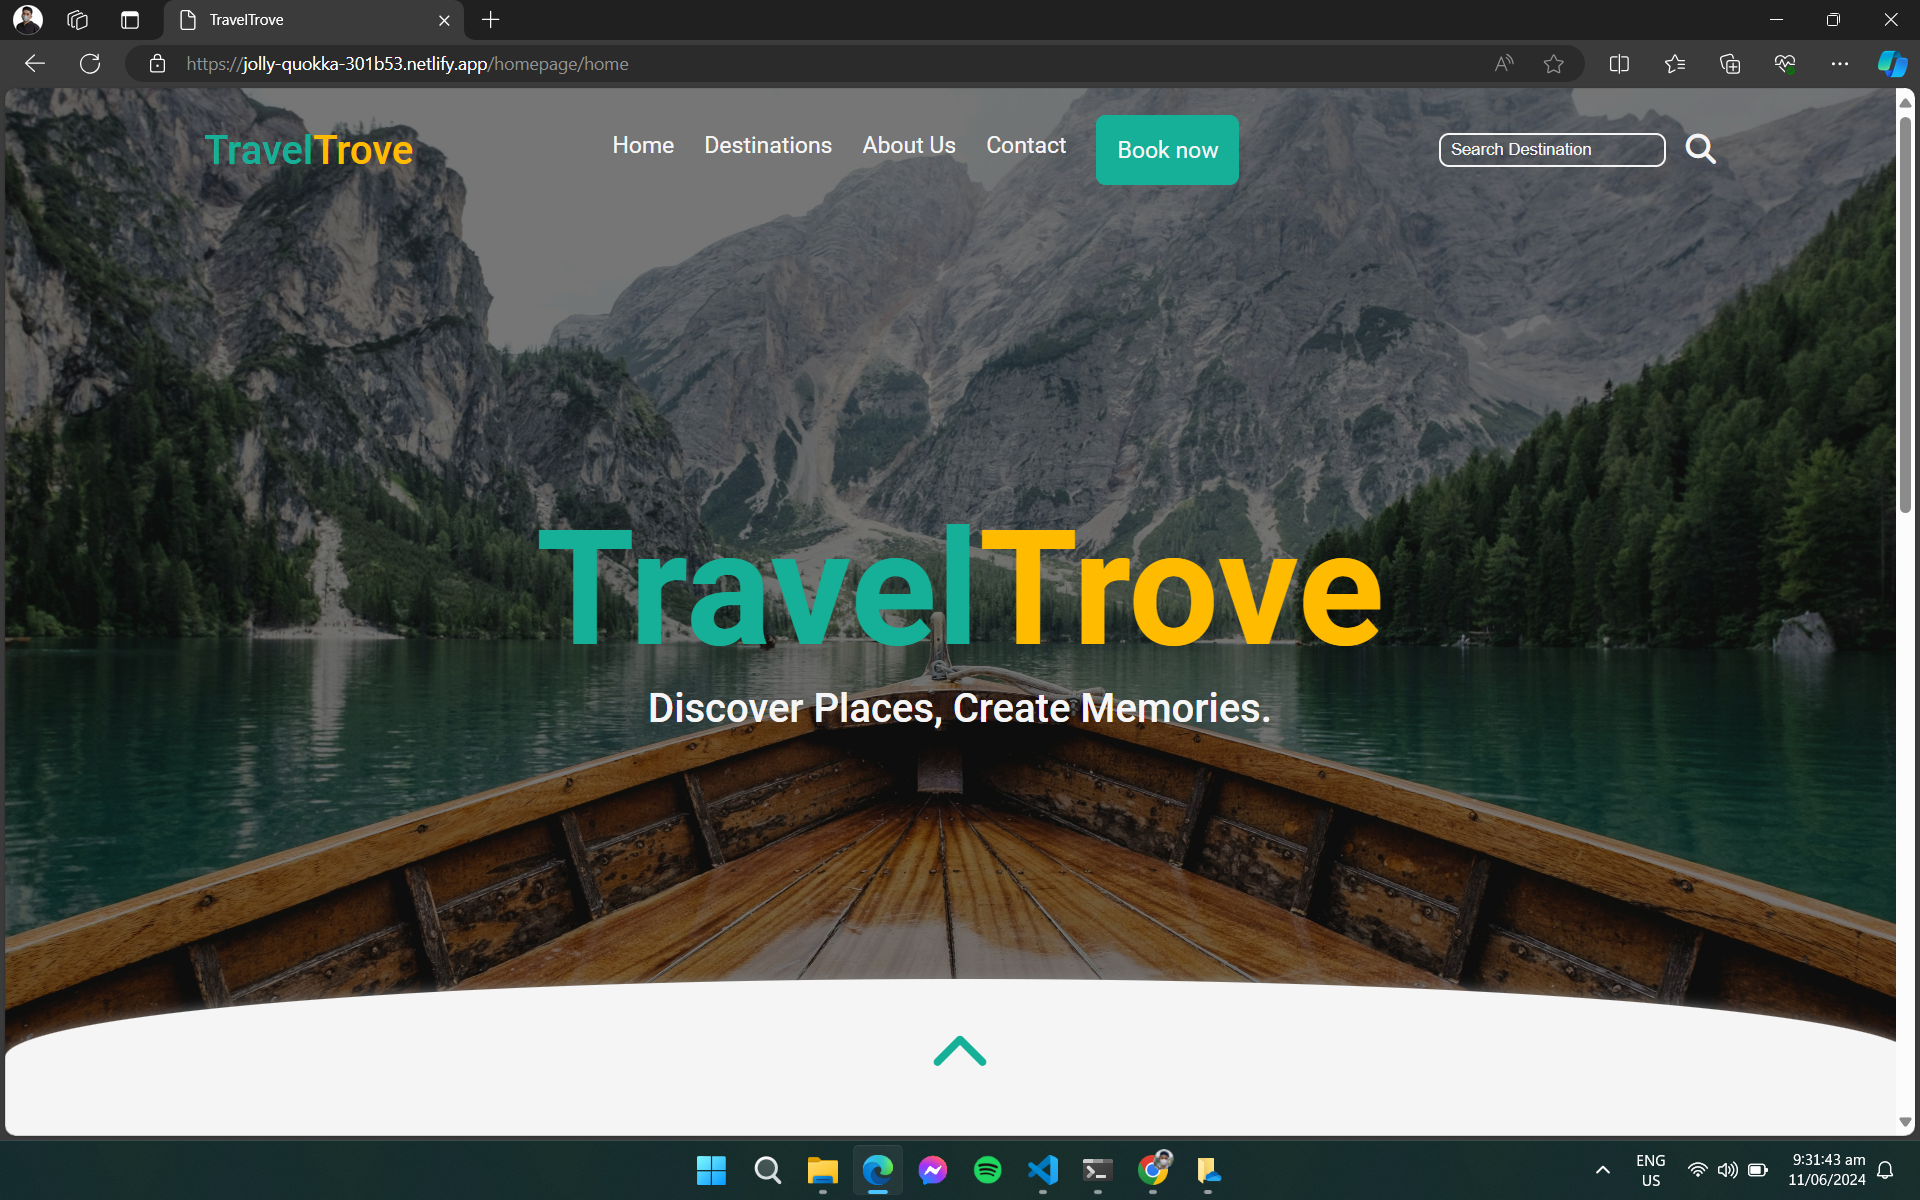 TravelTrove
https://jolly-quokka-301b53.netlify.app/homepage/home
TravelTrove
Home
Destinations
About Us
Contact
Book now
Search Destination
TravelTrove
Discover Places, Create Memories.
ENG
US
9:31:43 am
11/06/2024